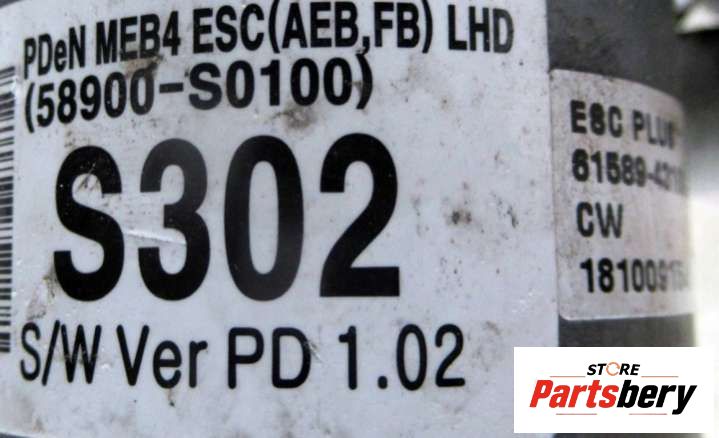 PDeN MEB4 ESC(AEB,FB) LHD
(58900-S0100)
S302
S/W Ver PD 1.02
ESC PLUS
CW
STORE
Partsbery